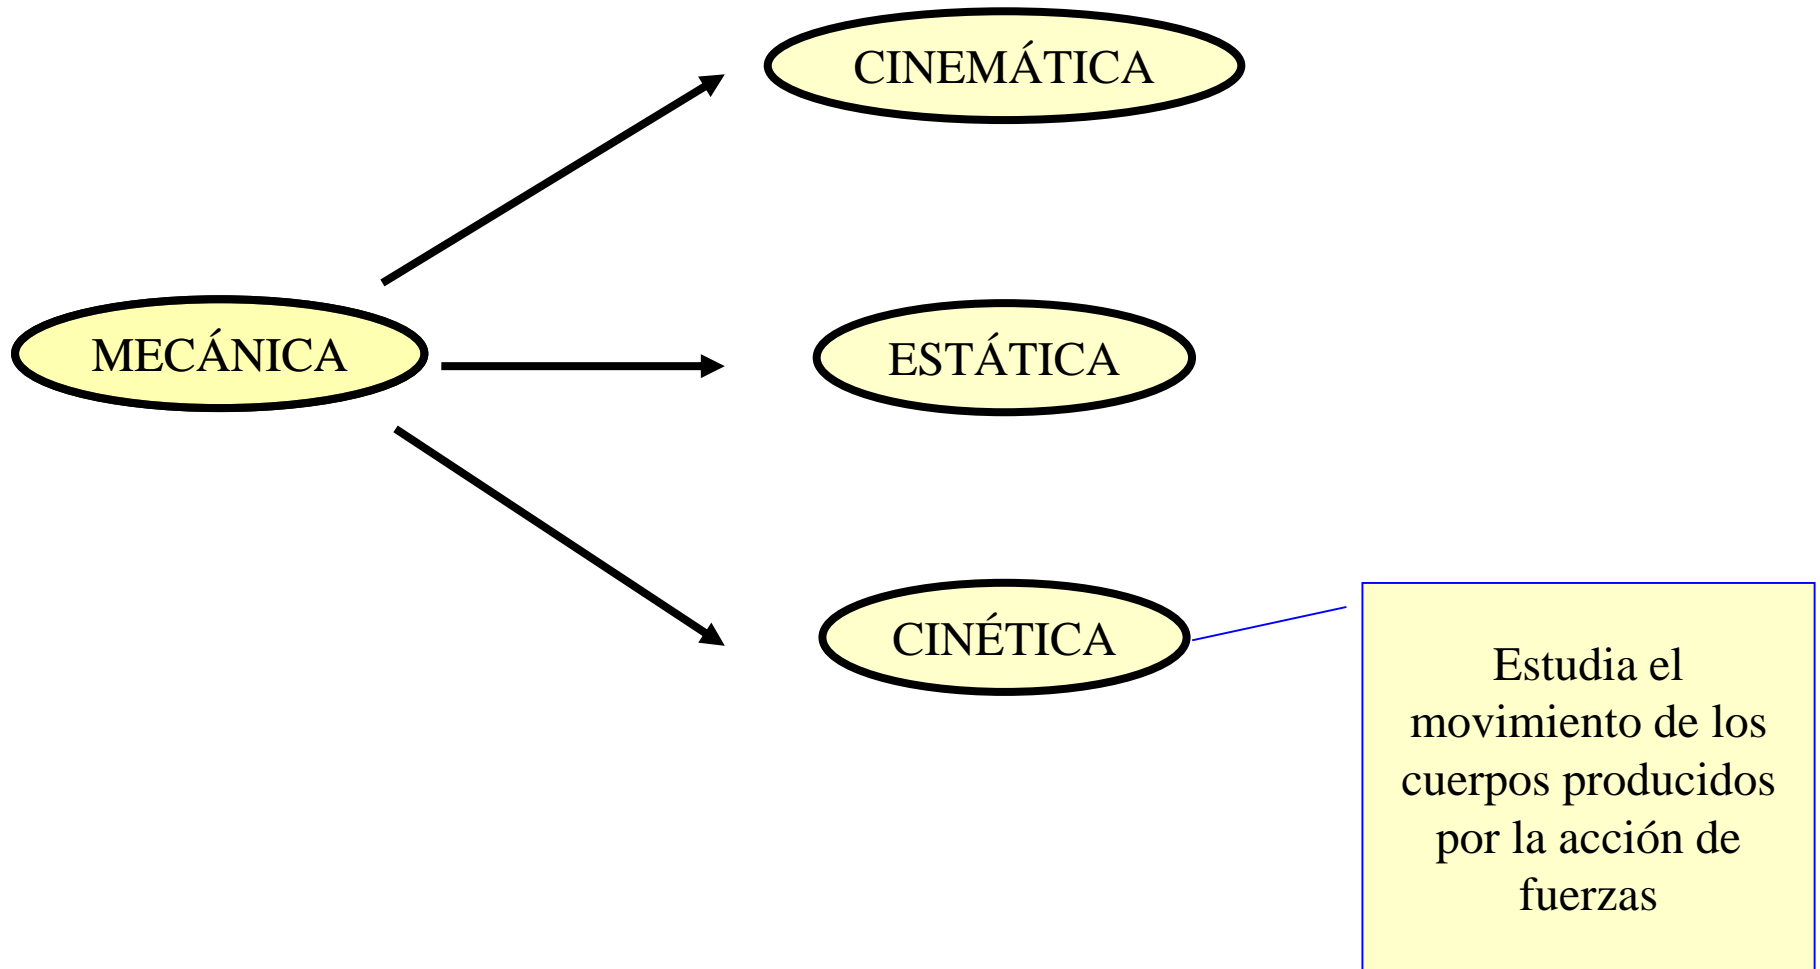 CINEMÁTICA
MECÁNICA
ESTÁTICA
CINÉTICA
Estudia el
movimiento de los
cuerpos producidos
por la acción de
fuerzas